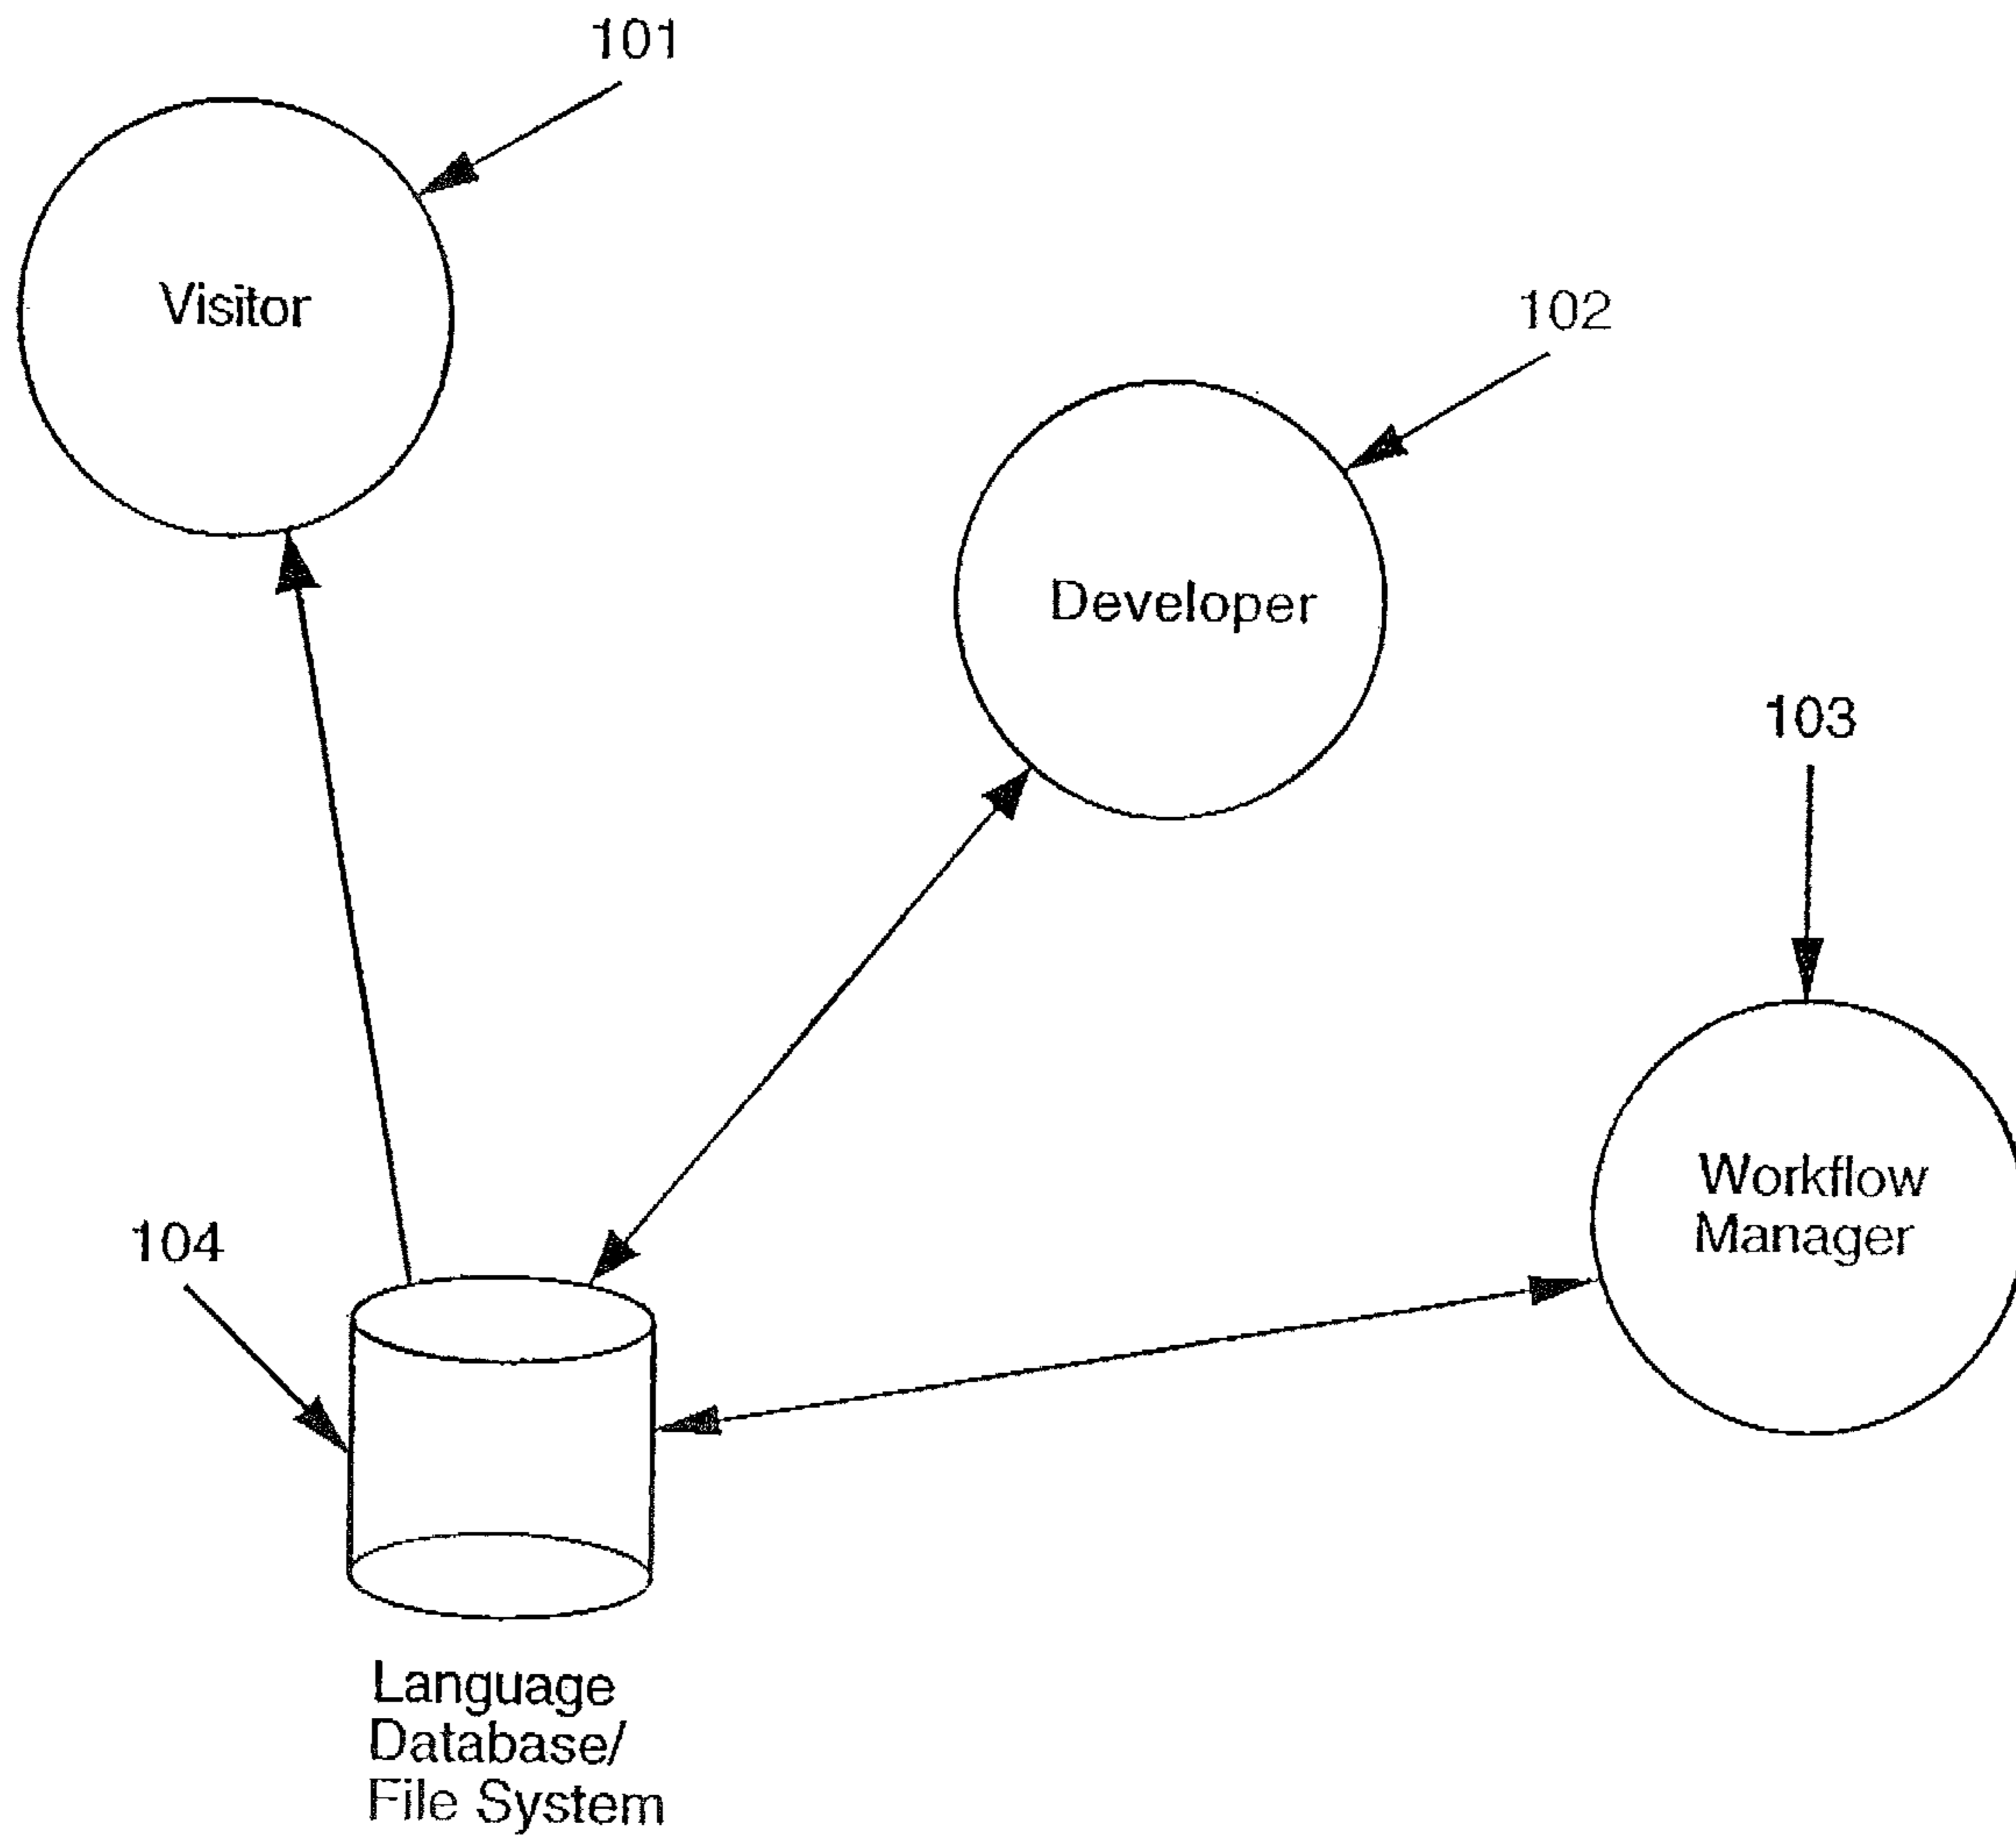 101
Visitor
102
Developer
103
Workflow
Manager
104
Language
Database/
File System